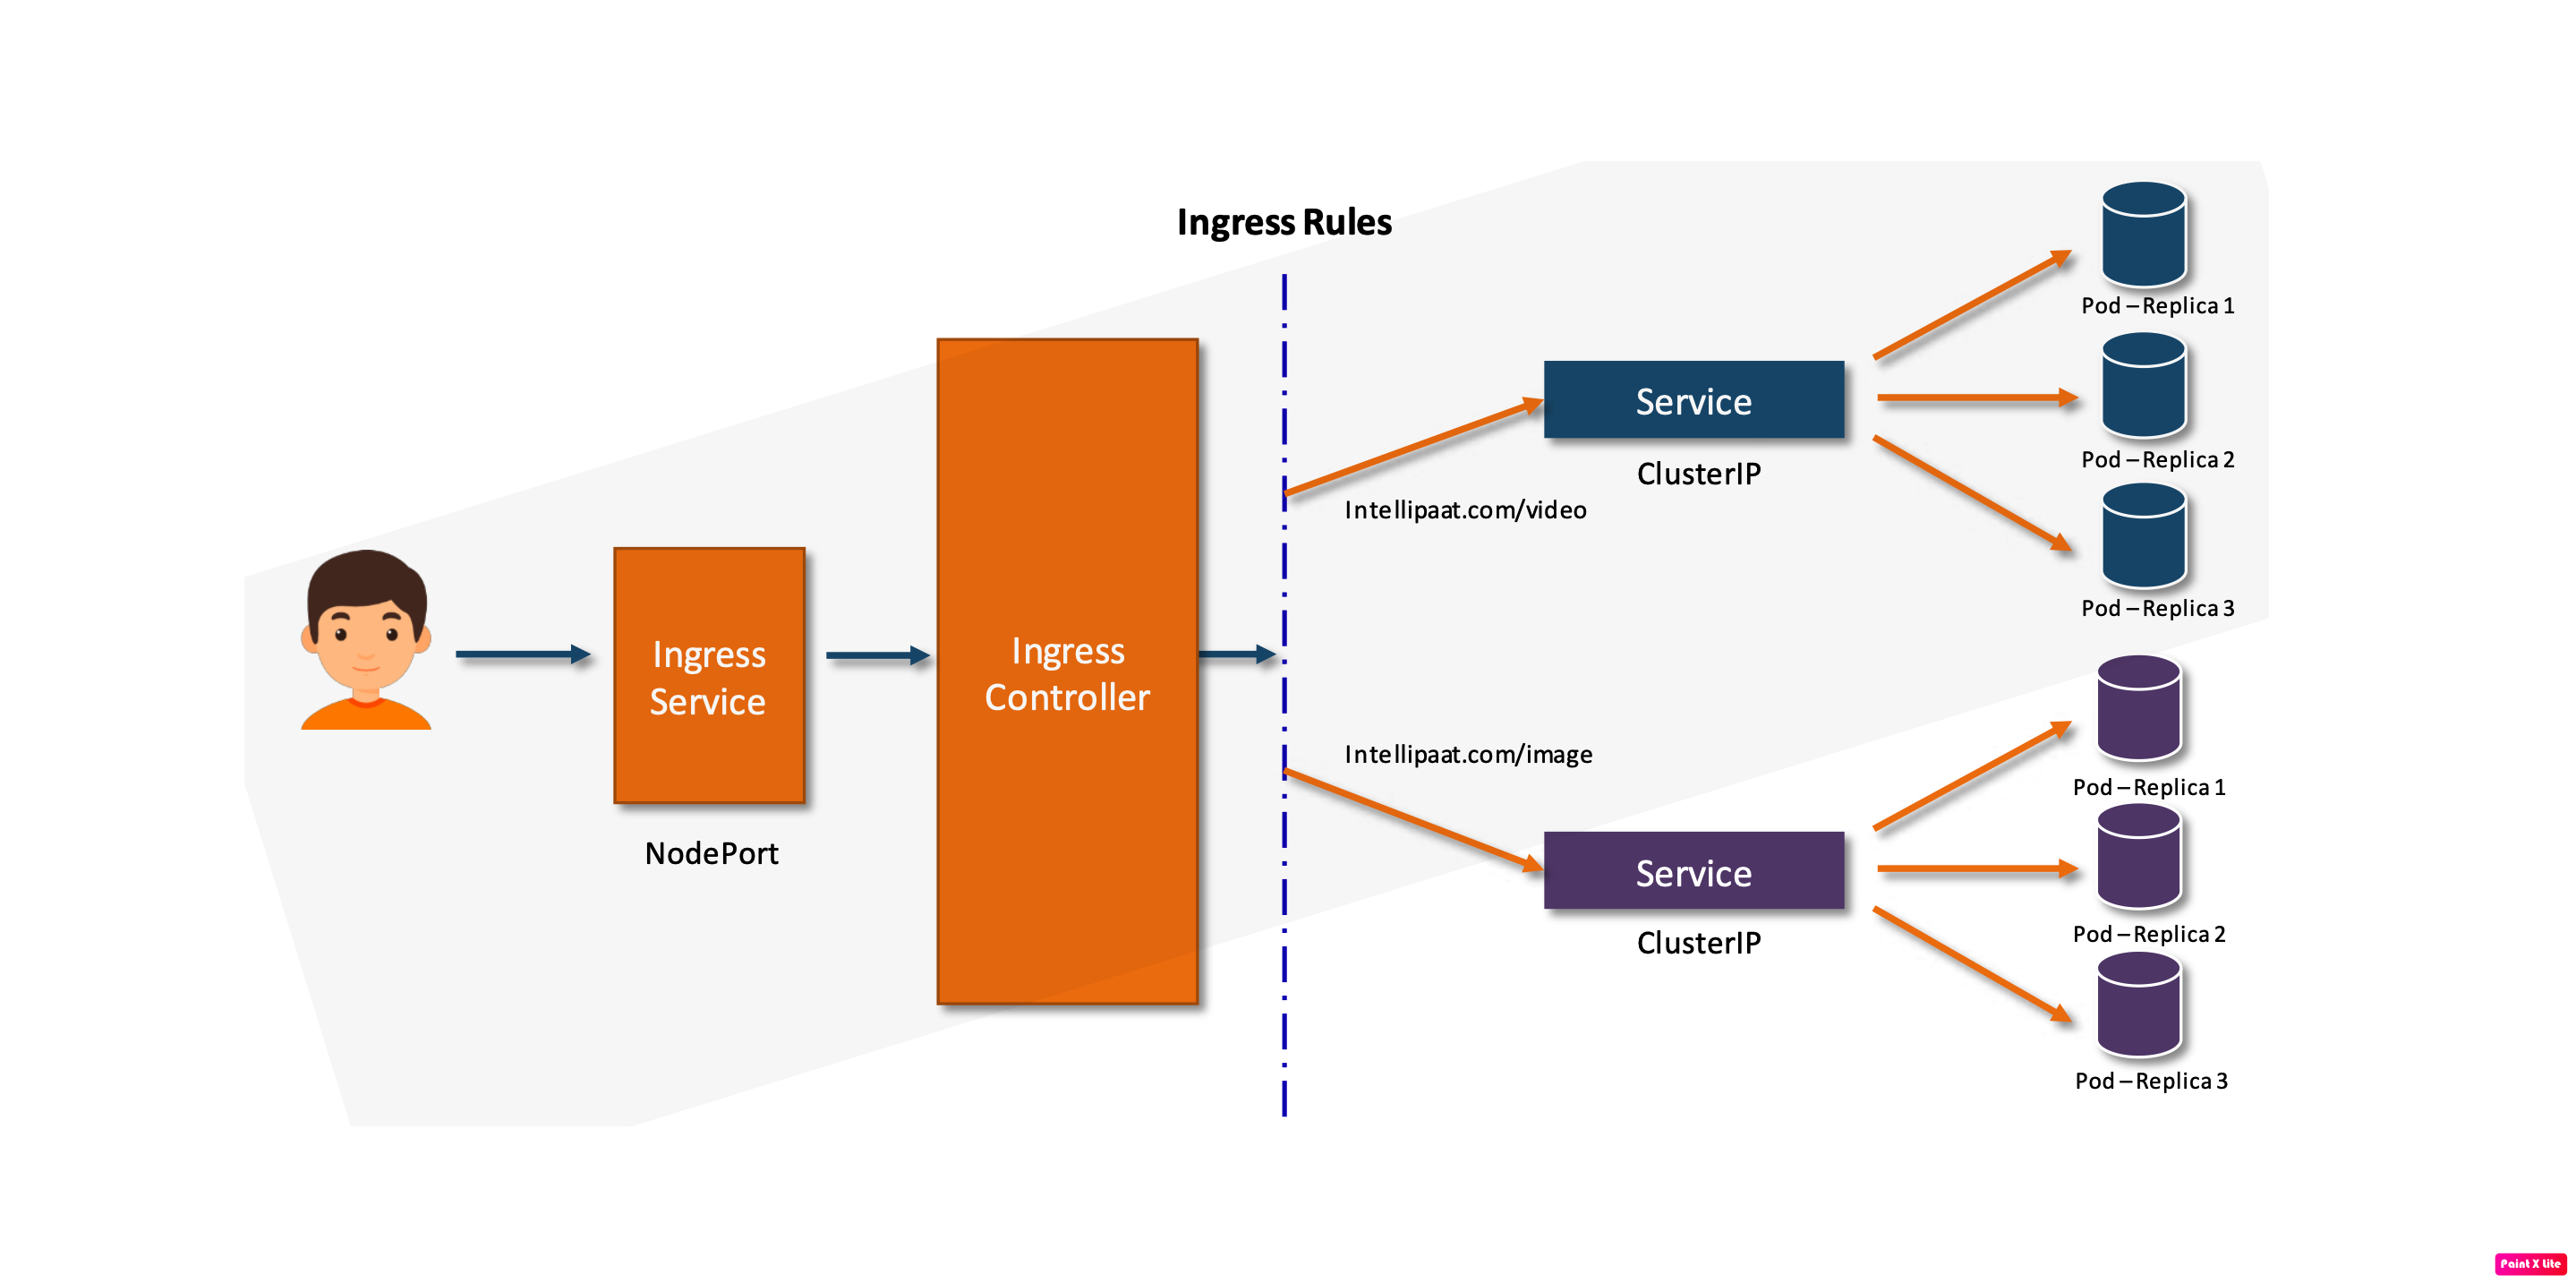 Ingress Rules
Pod – Replica 1
Service
Pod – Replica 2
ClusterIP
Intellipaat.com/video
Pod – Replica 3
Ingress
Service
NodePort
Ingress
Controller
Intellipaat.com/image
Pod – Replica 1
Service
ClusterIP
Pod – Replica 2
Pod – Replica 3
Paint X Lite